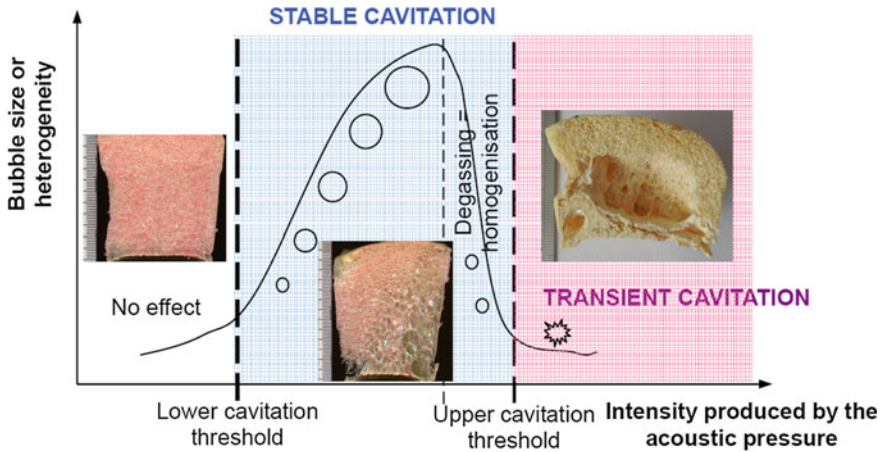 STABLE CAVITATION
Bubble size or
heterogeneity
Degassing =
homogenisation
No effect
TRANSIENT CAVITATION
Lower cavitation
threshold
Upper cavitation
threshold
Intensity produced by the
acoustic pressure